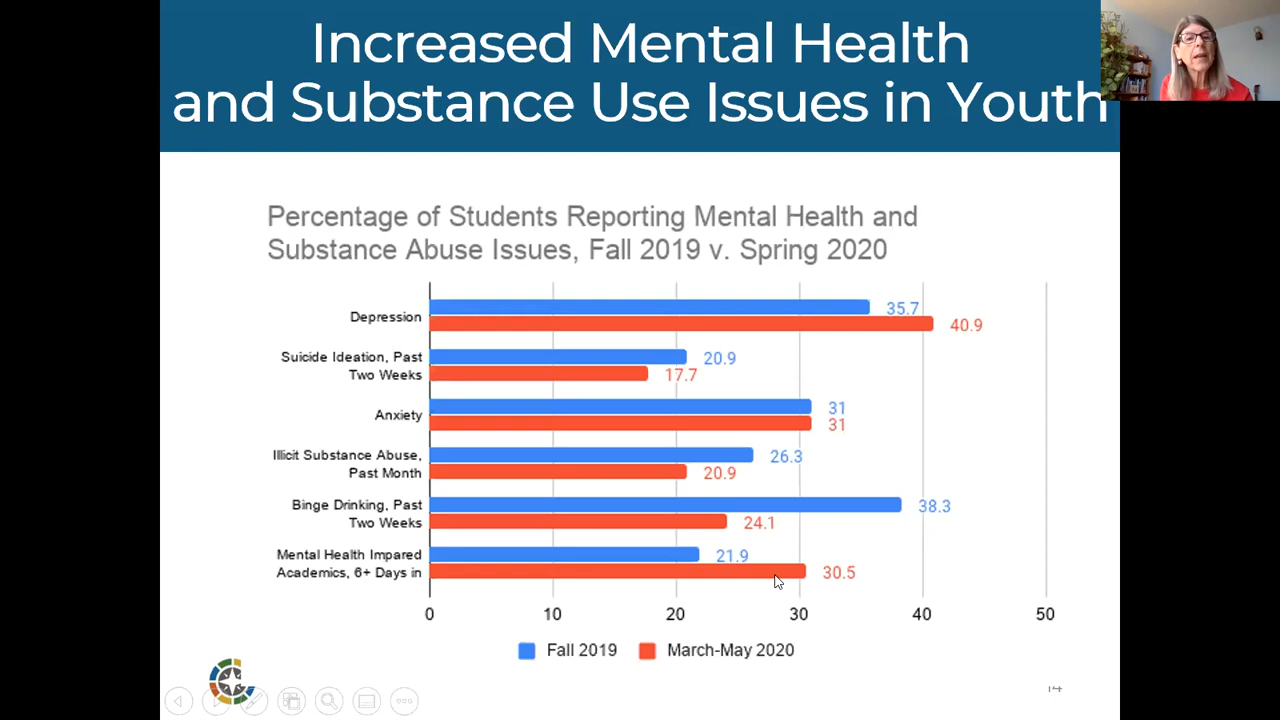 Increased Mental Health
and Substance Use Issues in Youth
Percentage of Students Reporting Mental Health and
Substance Abuse Issues, Fall 2019 v. Spring 2020
Depression
35.7
40.9
Suicide Ideation, Past
Two Weeks
20.9
17.7
Anxiety
31
31
Illicit Substance Abuse,
Past Month
26.3
20.9
Binge Drinking, Past
Two Weeks
38.3
24.1
Mental Health Impared
Academics, 6+ Days in
21.9
30.5
0 10 20 30 40 50
Fall 2019 March-May 2020
14